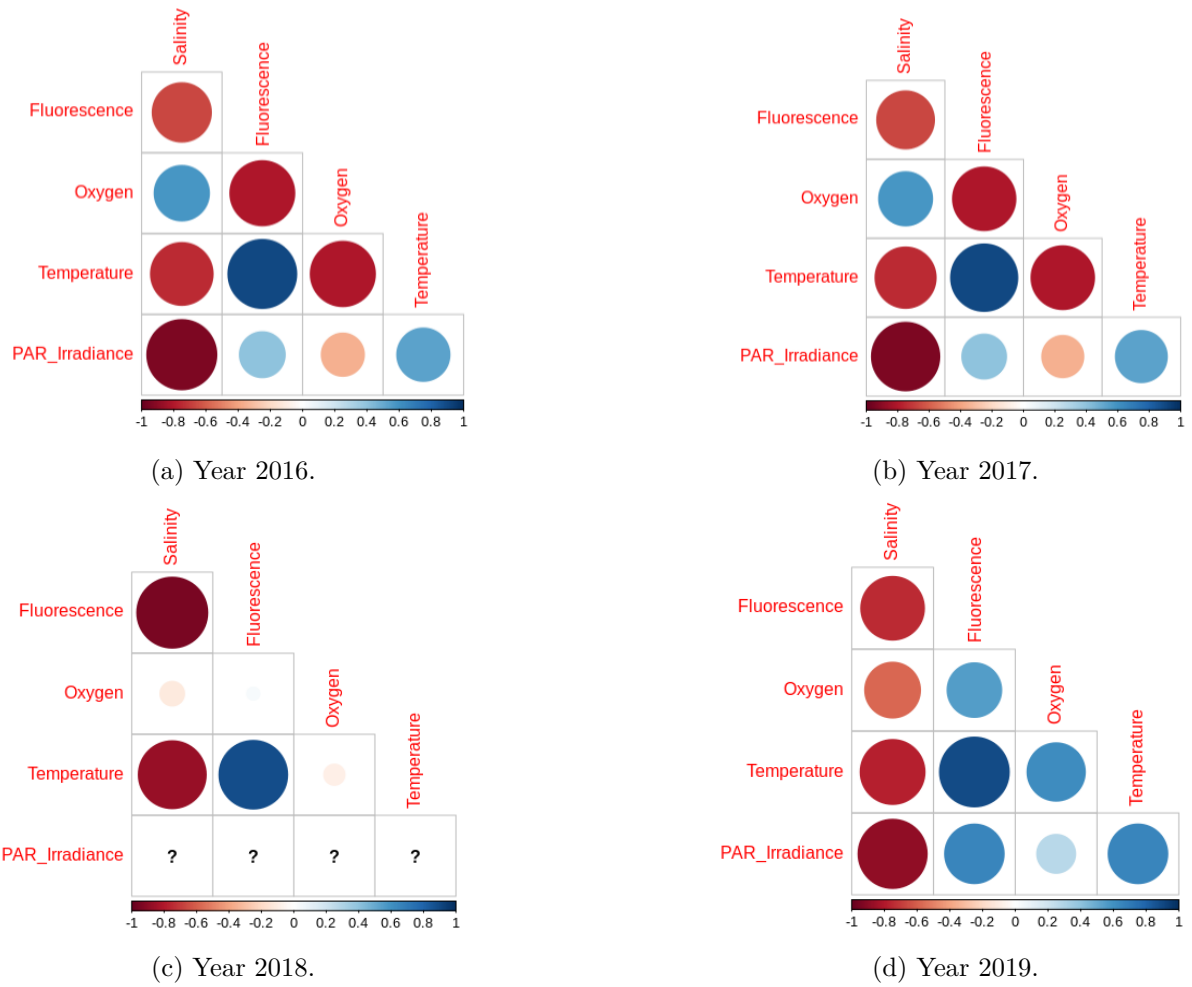 Salinity
Fluorescence
Fluorescence
Oxygen
Oxygen
Temperature
Temperature
PAR_Irradiance
-1 -0.8 -0.6 -0.4 -0.2 0 0.2 0.4 0.6 0.8 1
(a) Year 2016.
Salinity
Fluorescence
Fluorescence
Oxygen
Oxygen
Temperature
Temperature
PAR_Irradiance
-1 -0.8 -0.6 -0.4 -0.2 0 0.2 0.4 0.6 0.8 1
(b) Year 2017.
Salinity
Fluorescence
Fluorescence
Oxygen
Oxygen
Temperature
Temperature
PAR_Irradiance ? ? ? ?
-1 -0.8 -0.6 -0.4 -0.2 0 0.2 0.4 0.6 0.8 1
(c) Year 2018.
Salinity
Fluorescence
Fluorescence
Oxygen
Oxygen
Temperature
Temperature
PAR_Irradiance
-1 -0.8 -0.6 -0.4 -0.2 0 0.2 0.4 0.6 0.8 1
(d) Year 2019.